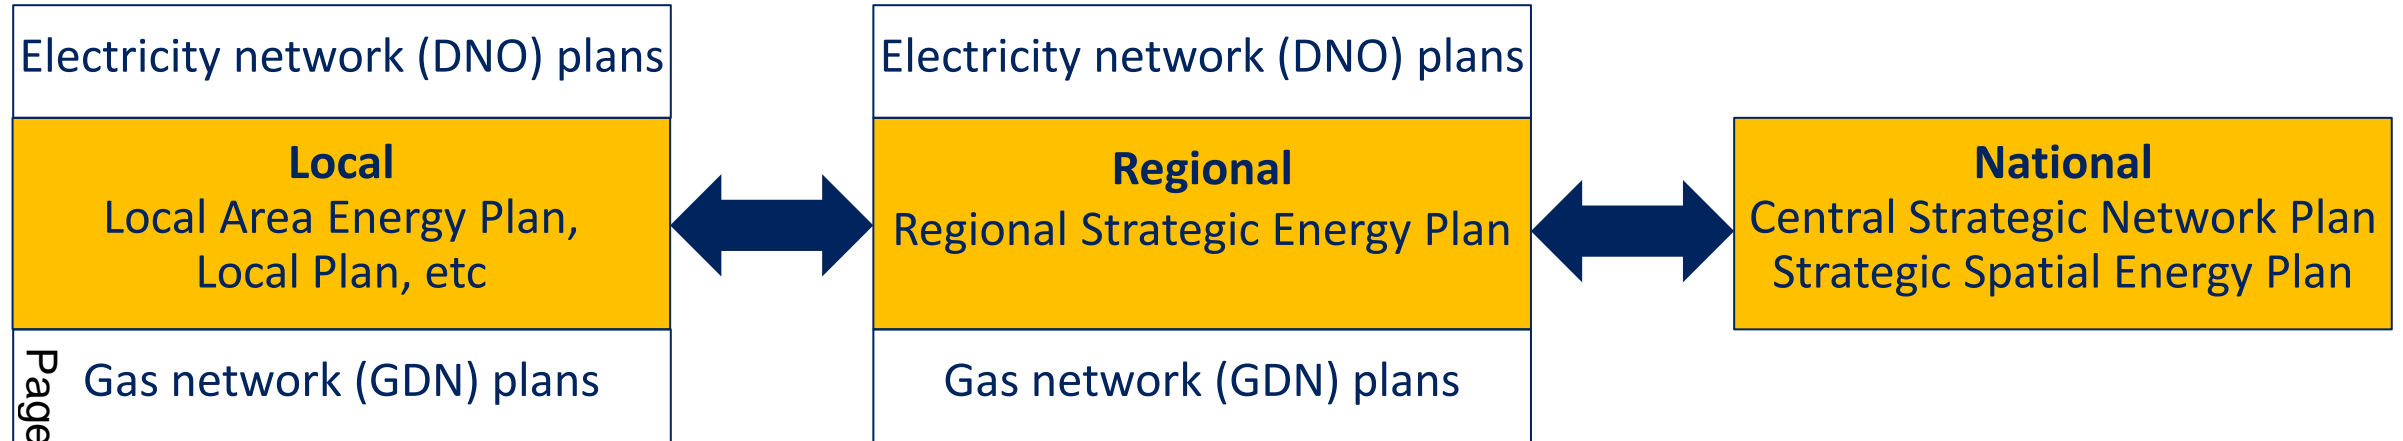 Electricity network (DNO) plans
Local
Local Area Energy Plan,
Local Plan, etc
Gas network (GDN) plans
Page
Electricity network (DNO) plans
Regional
Regional Strategic Energy Plan
Gas network (GDN) plans
National
Central Strategic Network Plan
Strategic Spatial Energy Plan